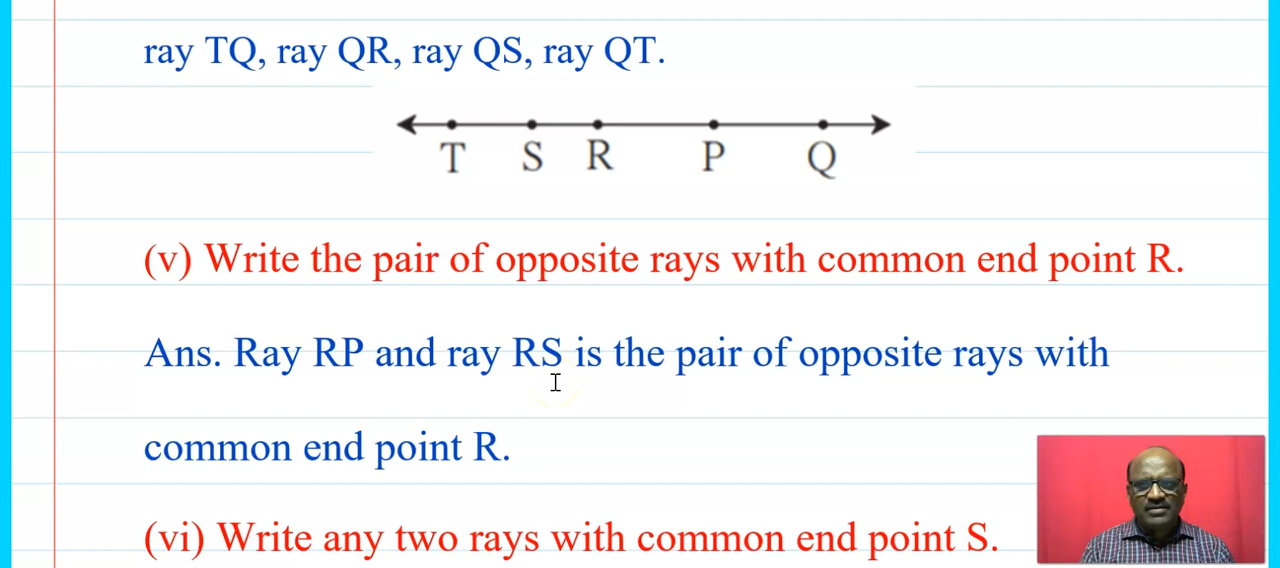 ray TQ, ray QR, ray QS, ray QT.
T S R P Q
(v) Write the pair of opposite rays with common end point R.
Ans. Ray RP and ray RS is the pair of opposite rays with
common end point R.
(vi) Write any two rays with common end point S.